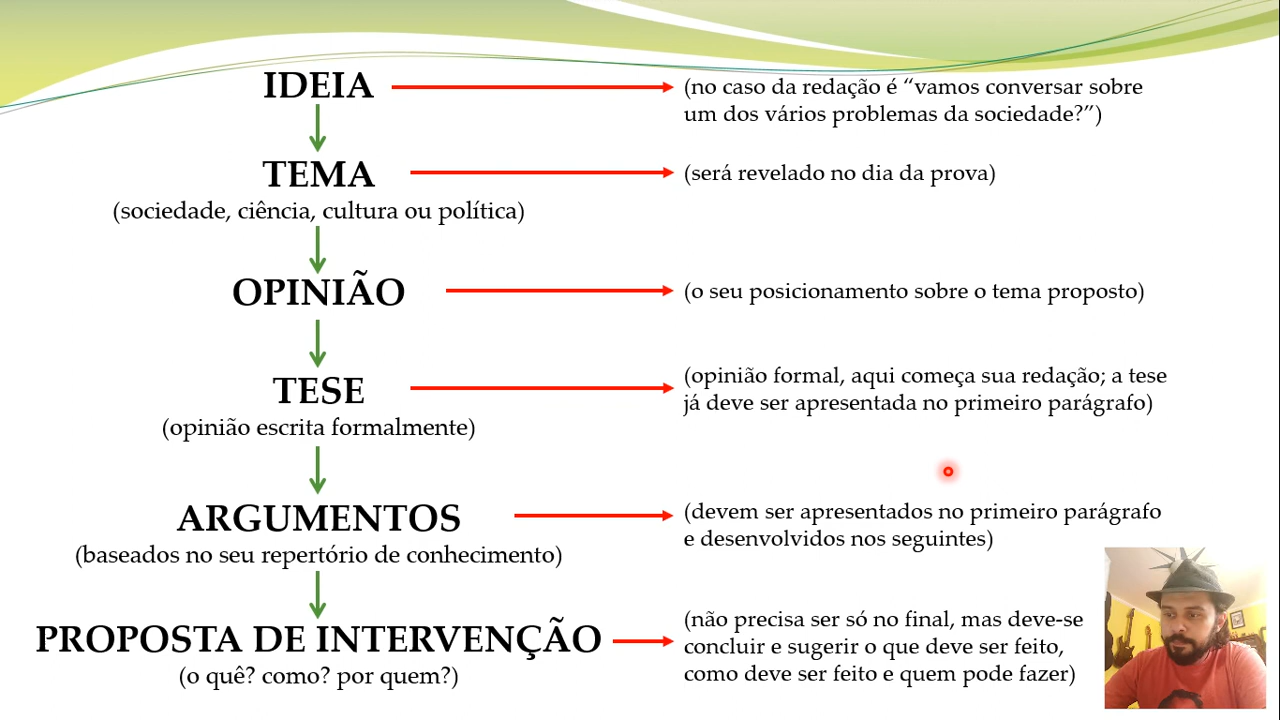 IDEIA
(no caso da redação é “vamos conversar sobre
um dos vários problemas da sociedade?”)
TEMA
(será revelado no dia da prova)
(sociedade, ciência, cultura ou política)
OPINIÃO
(o seu posicionamento sobre o tema proposto)
TESE
(opinião formal, aqui começa sua redação; a tese
já deve ser apresentada no primeiro parágrafo)
(opinião escrita formalmente)
ARGUMENTOS
(devem ser apresentados no primeiro parágrafo
e desenvolvidos nos seguintes)
(baseados no seu repertório de conhecimento)
PROPOSTA DE INTERVENÇÃO
(não precisa ser só no final, mas deve-se
concluir e sugerir o que deve ser feito,
como deve ser feito e quem pode fazer)
(o quê? como? por quem?)